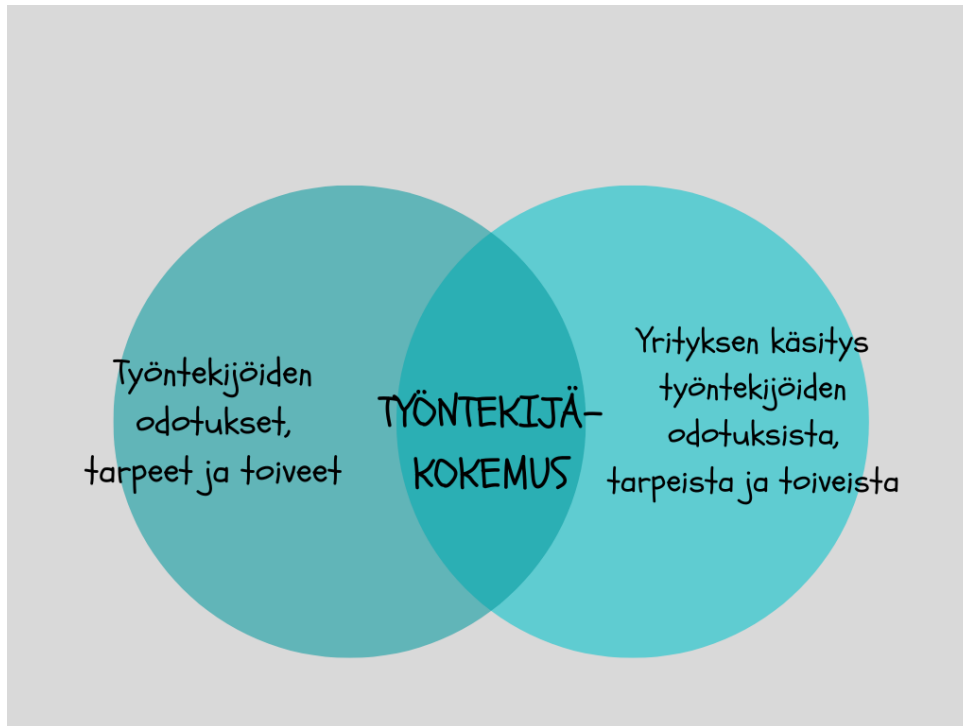 Työntekijöiden
odotukset,
tarpeet ja toiveet
TYÖNTEKIJÄ-
KOKEMUS
Yrityksen käsitys
työntekijöiden
odotuksista,
tarpeista ja toiveista